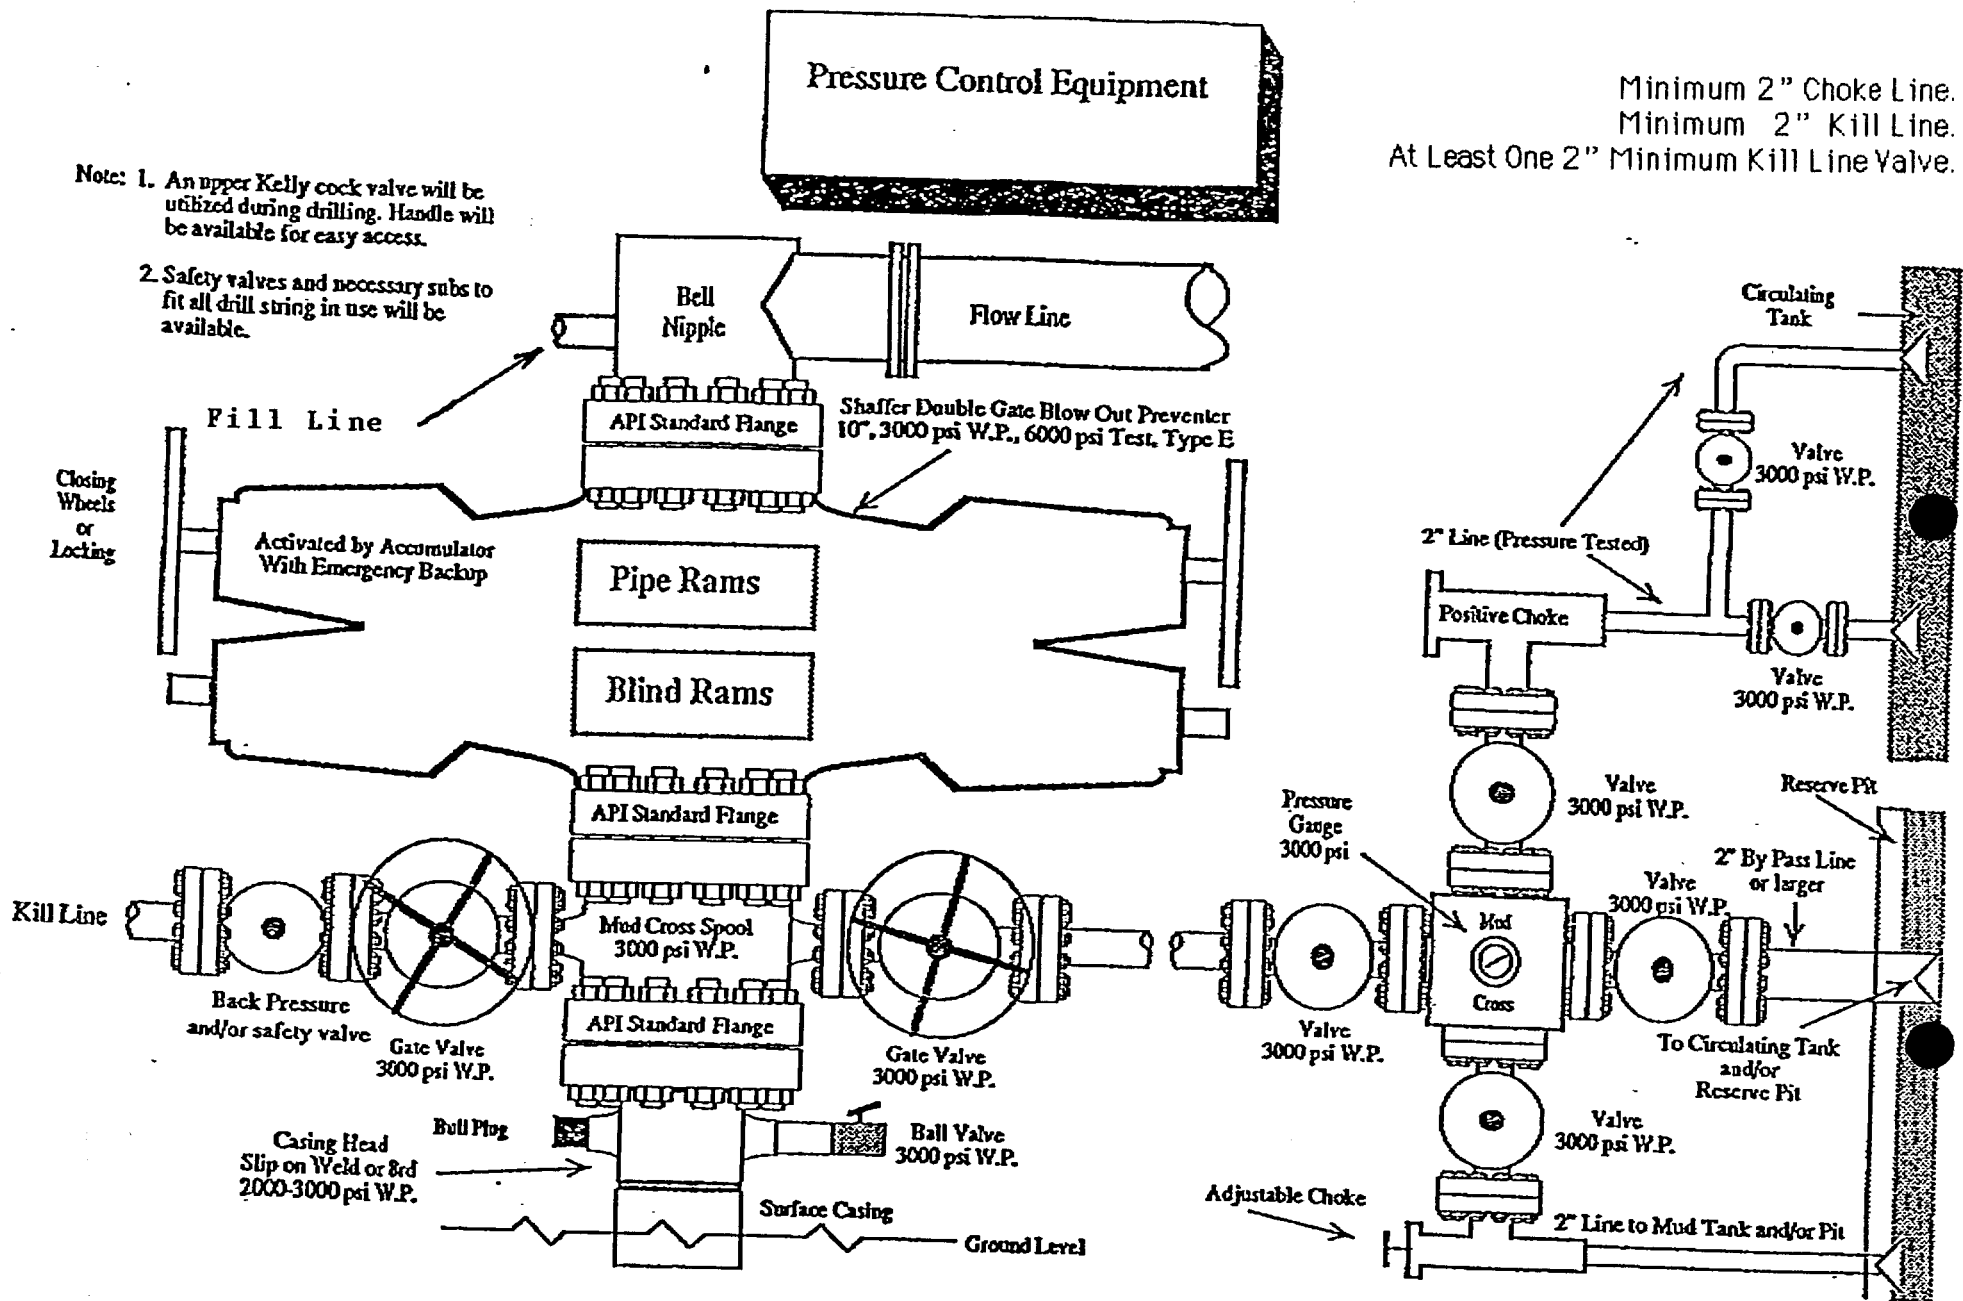 Pressure Control Equipment
Minimum 2" Choke Line.
Minimum 2" Kill Line.
At Least One 2" Minimum Kill Line Valve.
Note: 1. An upper Kelly cock valve will be
utilized during drilling. Handle will
be available for easy access.
2. Safety valves and necessary subs to
fit all drill string in use will be
available.
Bell
Nipple
Flow Line
Fill Line
API Standard Flange
Shaffer Double Gate Blow Out Preventer
10", 3000 psi W.P., 6000 psi Test, Type E
Closing
Wheels
or
Locking
Activated by Accumulator
With Emergency Backup
Pipe Rams
Blind Rams
API Standard Flange
Kill Line
Mud Cross Spool
3000 psi W.P.
Back Pressure
and/or safety valve
Gate Valve
3000 psi W.P.
API Standard Flange
Gate Valve
3000 psi W.P.
Bull Plug
Ball Valve
3000 psi W.P.
Casing Head
Slip on Weld or 8rd
2000-3000 psi W.P.
Surface Casing
Ground Level
Circulating
Tank
Valve
3000 psi W.P.
2" Line (Pressure Tested)
Positive Choke
Valve
3000 psi W.P.
Valve
3000 psi W.P.
Reserve Pit
Pressure
Gauge
3000 psi
2" By Pass Line
or larger
Valve
3000 psi W.P.
Mud
Cross
Valve
3000 psi W.P.
To Circulating Tank
and/or
Reserve Pit
Valve
3000 psi W.P.
Adjustable Choke
2" Line to Mud Tank and/or Pit